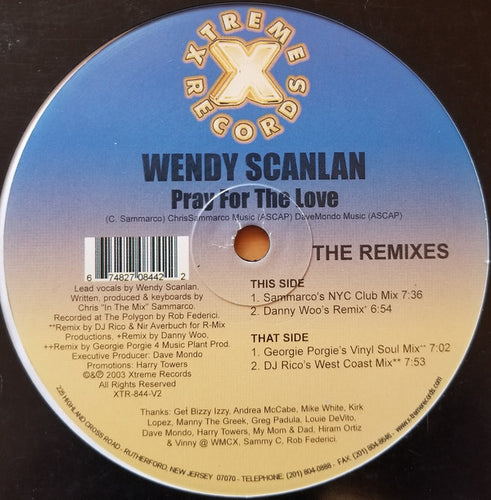 XTREME
X
RECORDS
WENDY SCANLAN
Pray For The Love
(C. Sammarco) ChrisSammarco Music (ASCAP) DaveMondo Music (ASCAP)
THE REMIXES
6 74827 08442 2
Lead vocals by Wendy Scanlan.
Written, produced & keyboards by
Chris "In The Mix" Sammarco.
Recorded at The Polygon by Rob Federici.
**Remix by DJ Rico & Nir Averbuch for R-Mix
Productions, +Remix by Danny Woo,
++Remix by Georgie Porgie 4 Music Plant Prod.
Executive Producer: Dave Mondo
Promotions: Harry Towers
©&℗ 2003 Xtreme Records
All Rights Reserved
XTR-844-V2
THIS SIDE
1. Sammarco's NYC Club Mix 7:36
2. Danny Woo's Remix+ 6:54
THAT SIDE
1. Georgie Porgie's Vinyl Soul Mix++ 7:02
2. DJ Rico's West Coast Mix** 7:53
Thanks: Get Bizzy Izzy, Andrea McCabe, Mike White, Kirk
Lopez, Manny The Greek, Greg Padula, Louie DeVito,
Dave Mondo, Harry Towers, My Mom & Dad, Hiram Ortiz
& Vinny @ WMCX, Sammy C, Rob Federici.
HIGHLAND CROSS ROAD - RUTHERFORD, NEW JERSEY 07070 - TELEPHONE. (201) 804-0888 - FAX. (201) 804-8646 - www.x-tremerecords.com